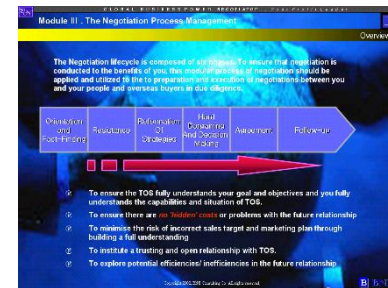 GLOBAL BUSINESS POWER NEGOTIATOR
Module III . The Negotiation Process Management
Overview
The Negotiation lifecycle is composed of six stages. To ensure that negotiation is
conducted to the benefits of you, this modular process of negotiation should be
applied and utilized to the to preparation and execution of negotiations between you
and your people and overseas buyers in due diligence.
Orientation
and
Fact-Finding
Resistance
Reformation
Of
Strategies
Hard
Bargaining
And Decision
Making
Agreement
Follow-up
To ensure the TOS fully understands your goal and objectives and you fully
understands the capabilities and situation of TOS.
To ensure there are no 'hidden' costs or problems with the future relationship
To minimise the risk of incorrect sales target and marketing plan through
building a full understanding
To institute a trusting and open relationship with TOS.
To explore potential efficiencies/ inefficiencies in the future relationship